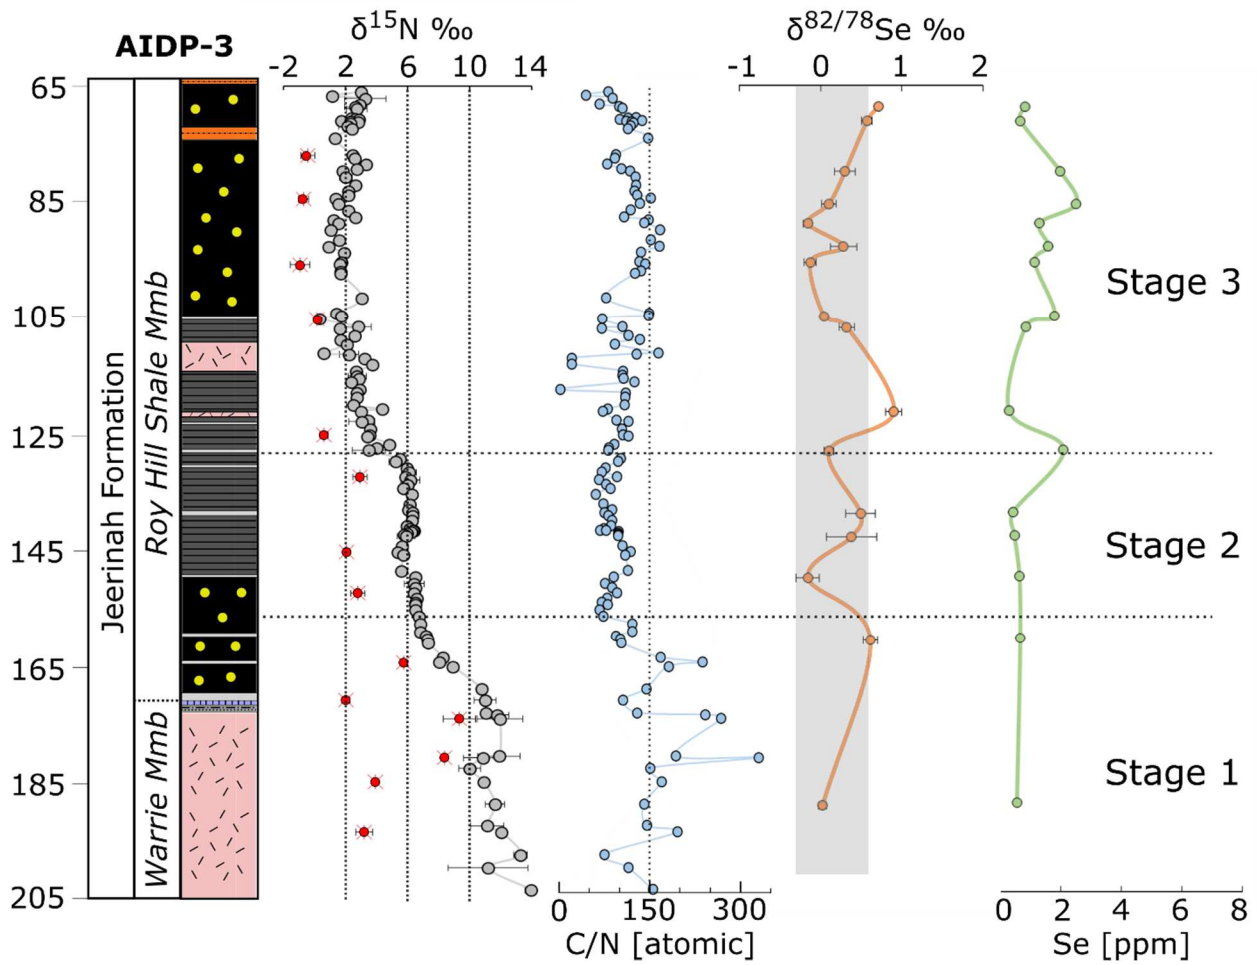 AIDP-3
δ15N ‰
δ82/78Se ‰
-2 2 6 10 14
-1 0 1 2
65
85
105
125
145
165
185
205
Jeerinah Formation
Roy Hill Shale Mmb
Warrie Mmb
Stage 3
Stage 2
Stage 1
0 150 300
C/N [atomic]
0 2 4 6 8
Se [ppm]